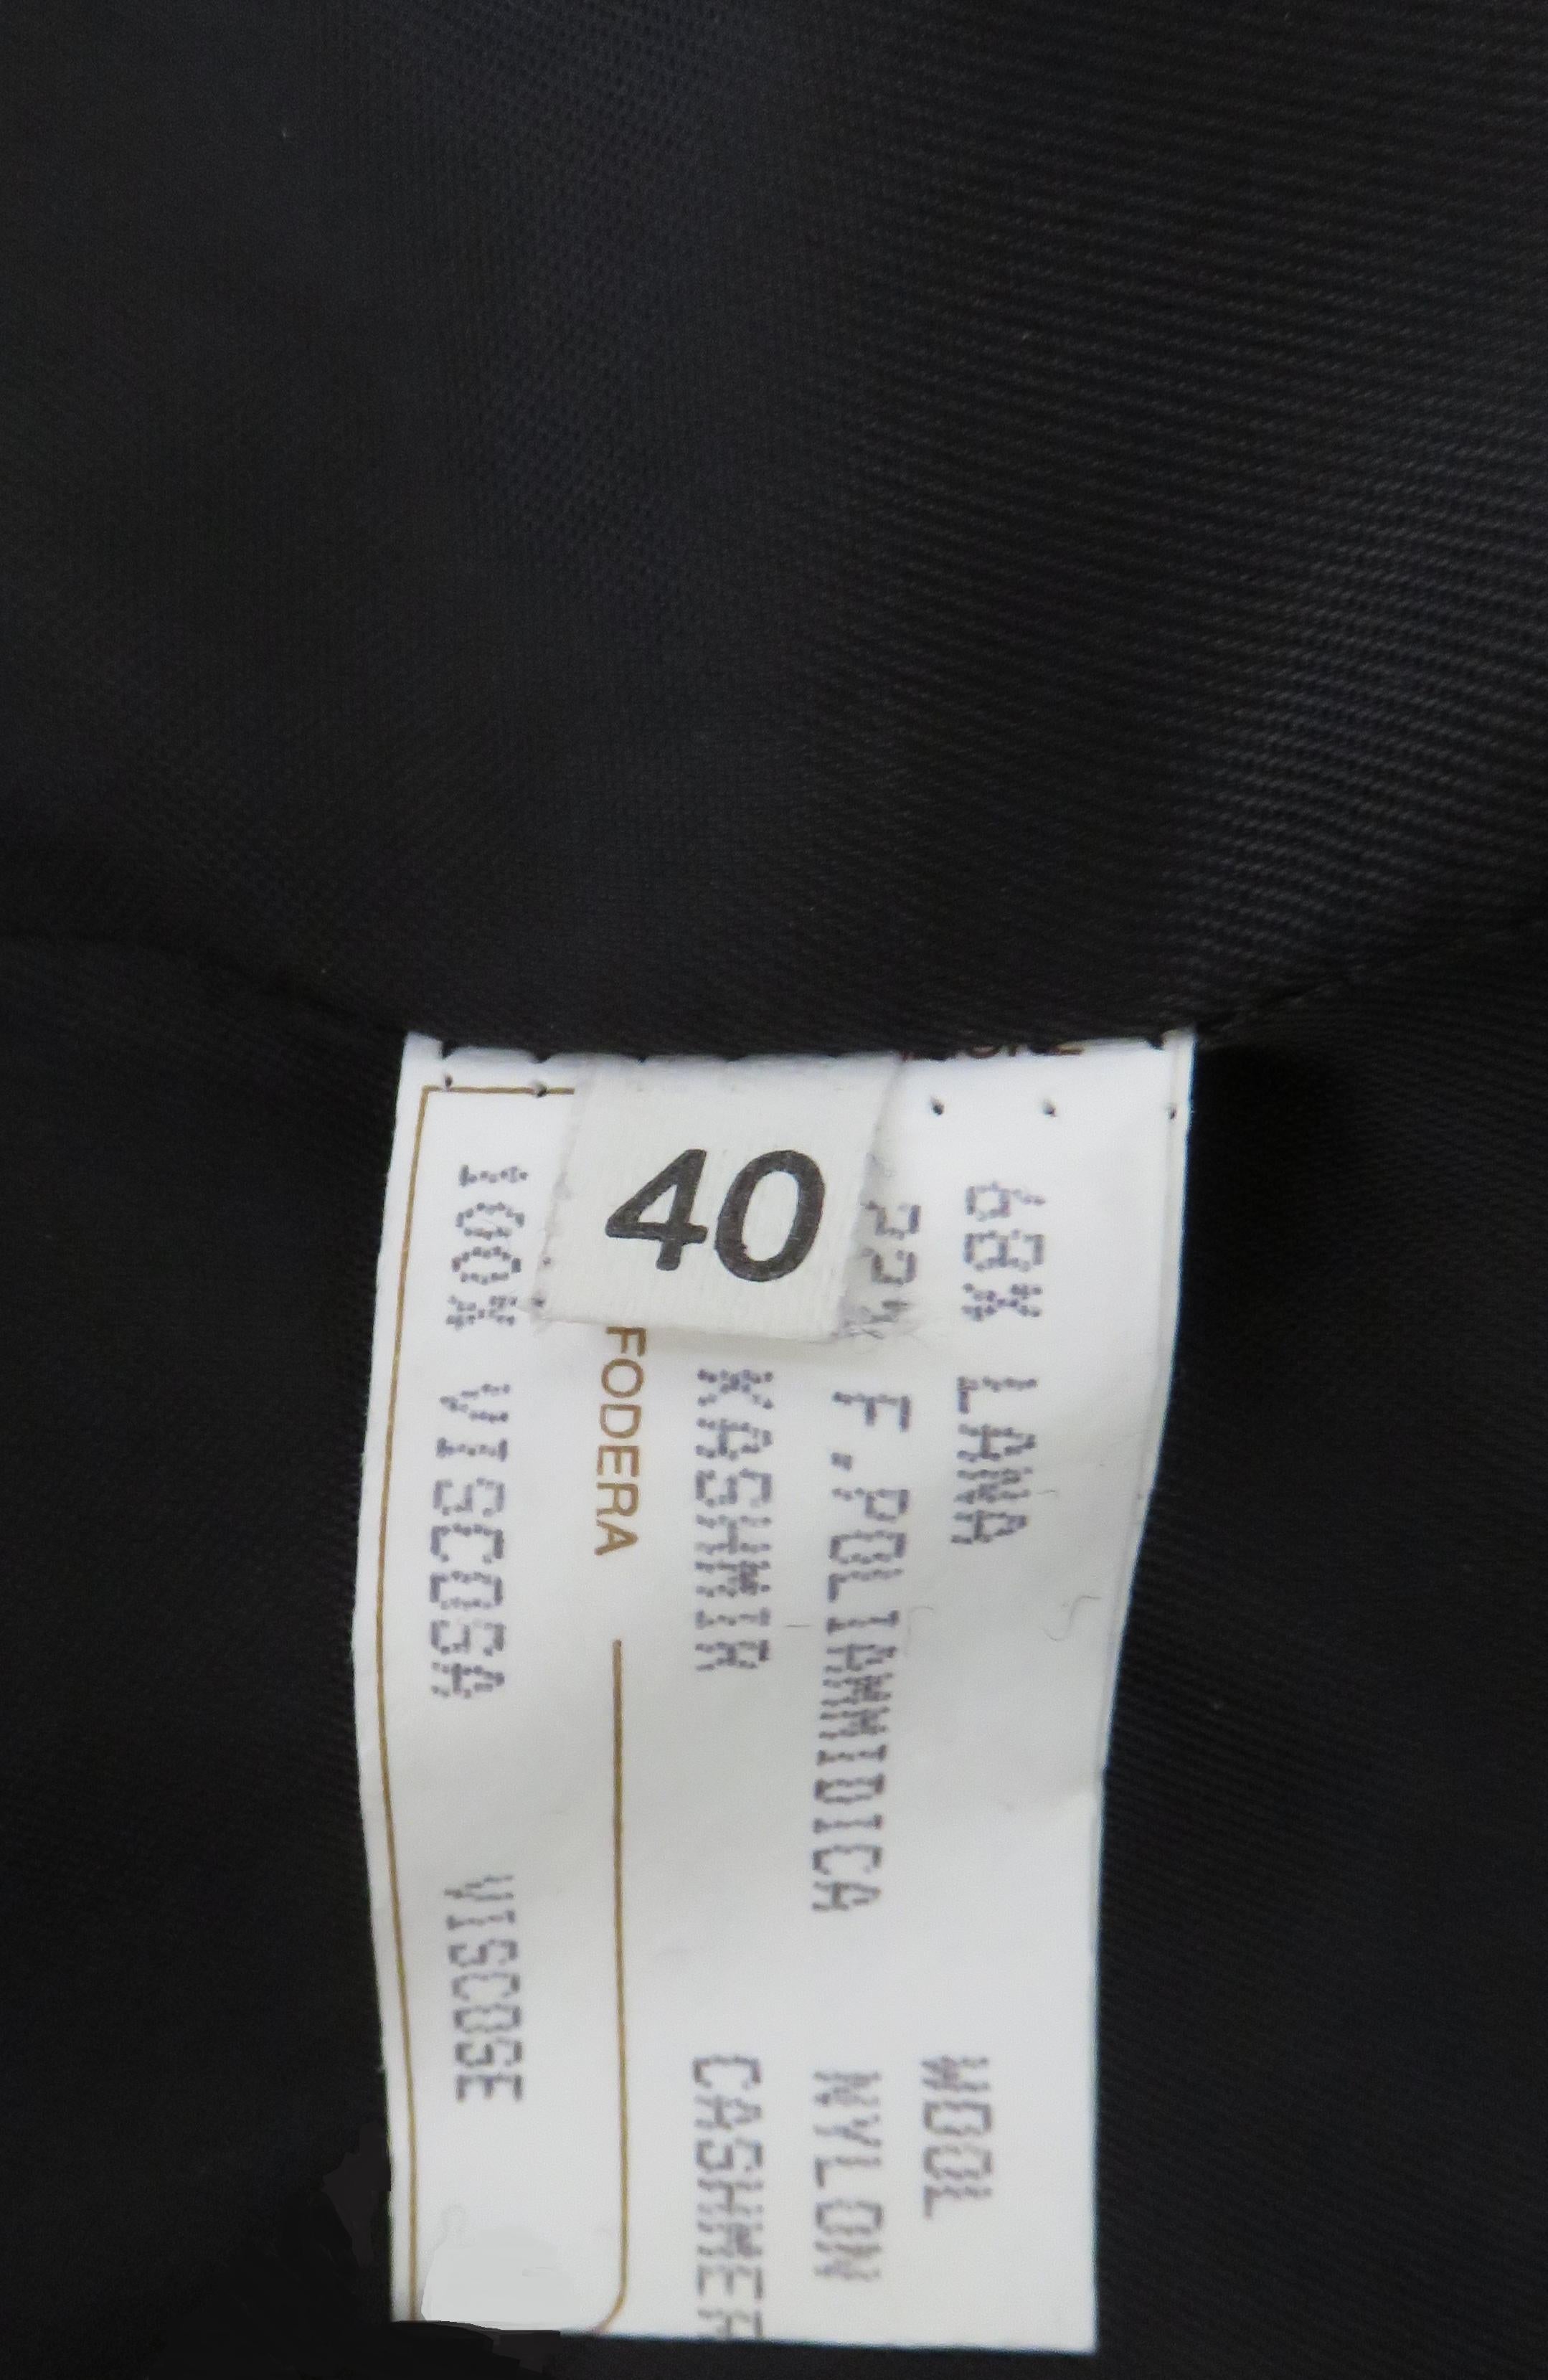 40
68% LANA WOOL
22% F.POLIAMMIDICA NYLON
KASHMIR CASHMER
FODERA
100% VISCOSA VISCOSE